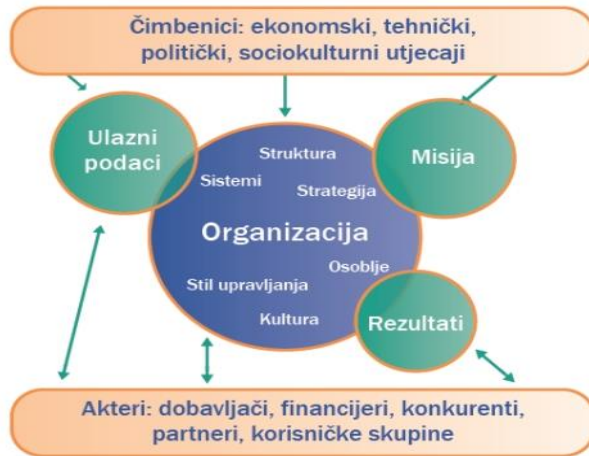 Čimbenici: ekonomski, tehnički,
politički, sociokulturni utjecaji
Ulazni
podaci
Struktura
Sistemi
Strategija
Misija
Organizacija
Osoblje
Stil upravljanja
Kultura
Rezultati
Akteri: dobavljači, financijeri, konkurenti,
partneri, korisničke skupine